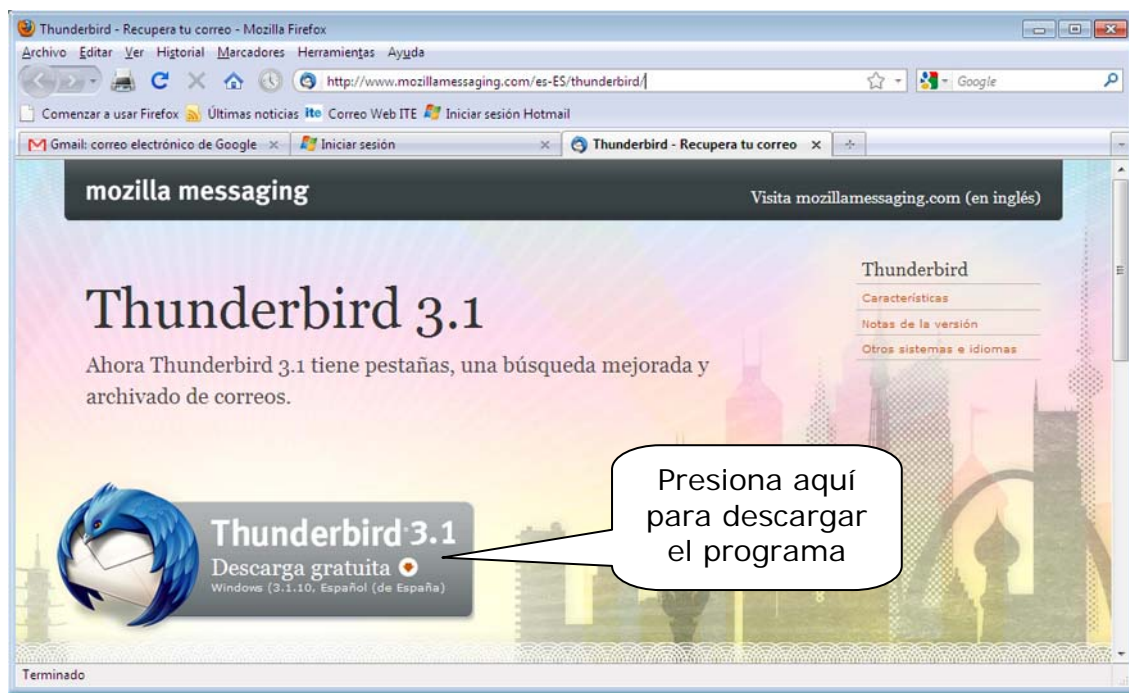 Thunderbird - Recupera tu correo - Mozilla Firefox
Archivo Editar Ver Historial Marcadores Herramientas Ayuda
http://www.mozillamessaging.com/es-ES/thunderbird/
Google
Comenzar a usar Firefox Últimas noticias ite Correo Web ITE Iniciar sesión Hotmail
Gmail: correo electrónico de Google Iniciar sesión Thunderbird - Recupera tu correo
mozilla messaging
Visita mozillamessaging.com (en inglés)
Thunderbird
Características
Notas de la versión
Otros sistemas e idiomas
Thunderbird 3.1
Ahora Thunderbird 3.1 tiene pestañas, una búsqueda mejorada y
archivado de correos.
Presiona aquí
para descargar
el programa
Thunderbird 3.1
Descarga gratuita
Windows (3.1.10, Español (de España)
Terminado